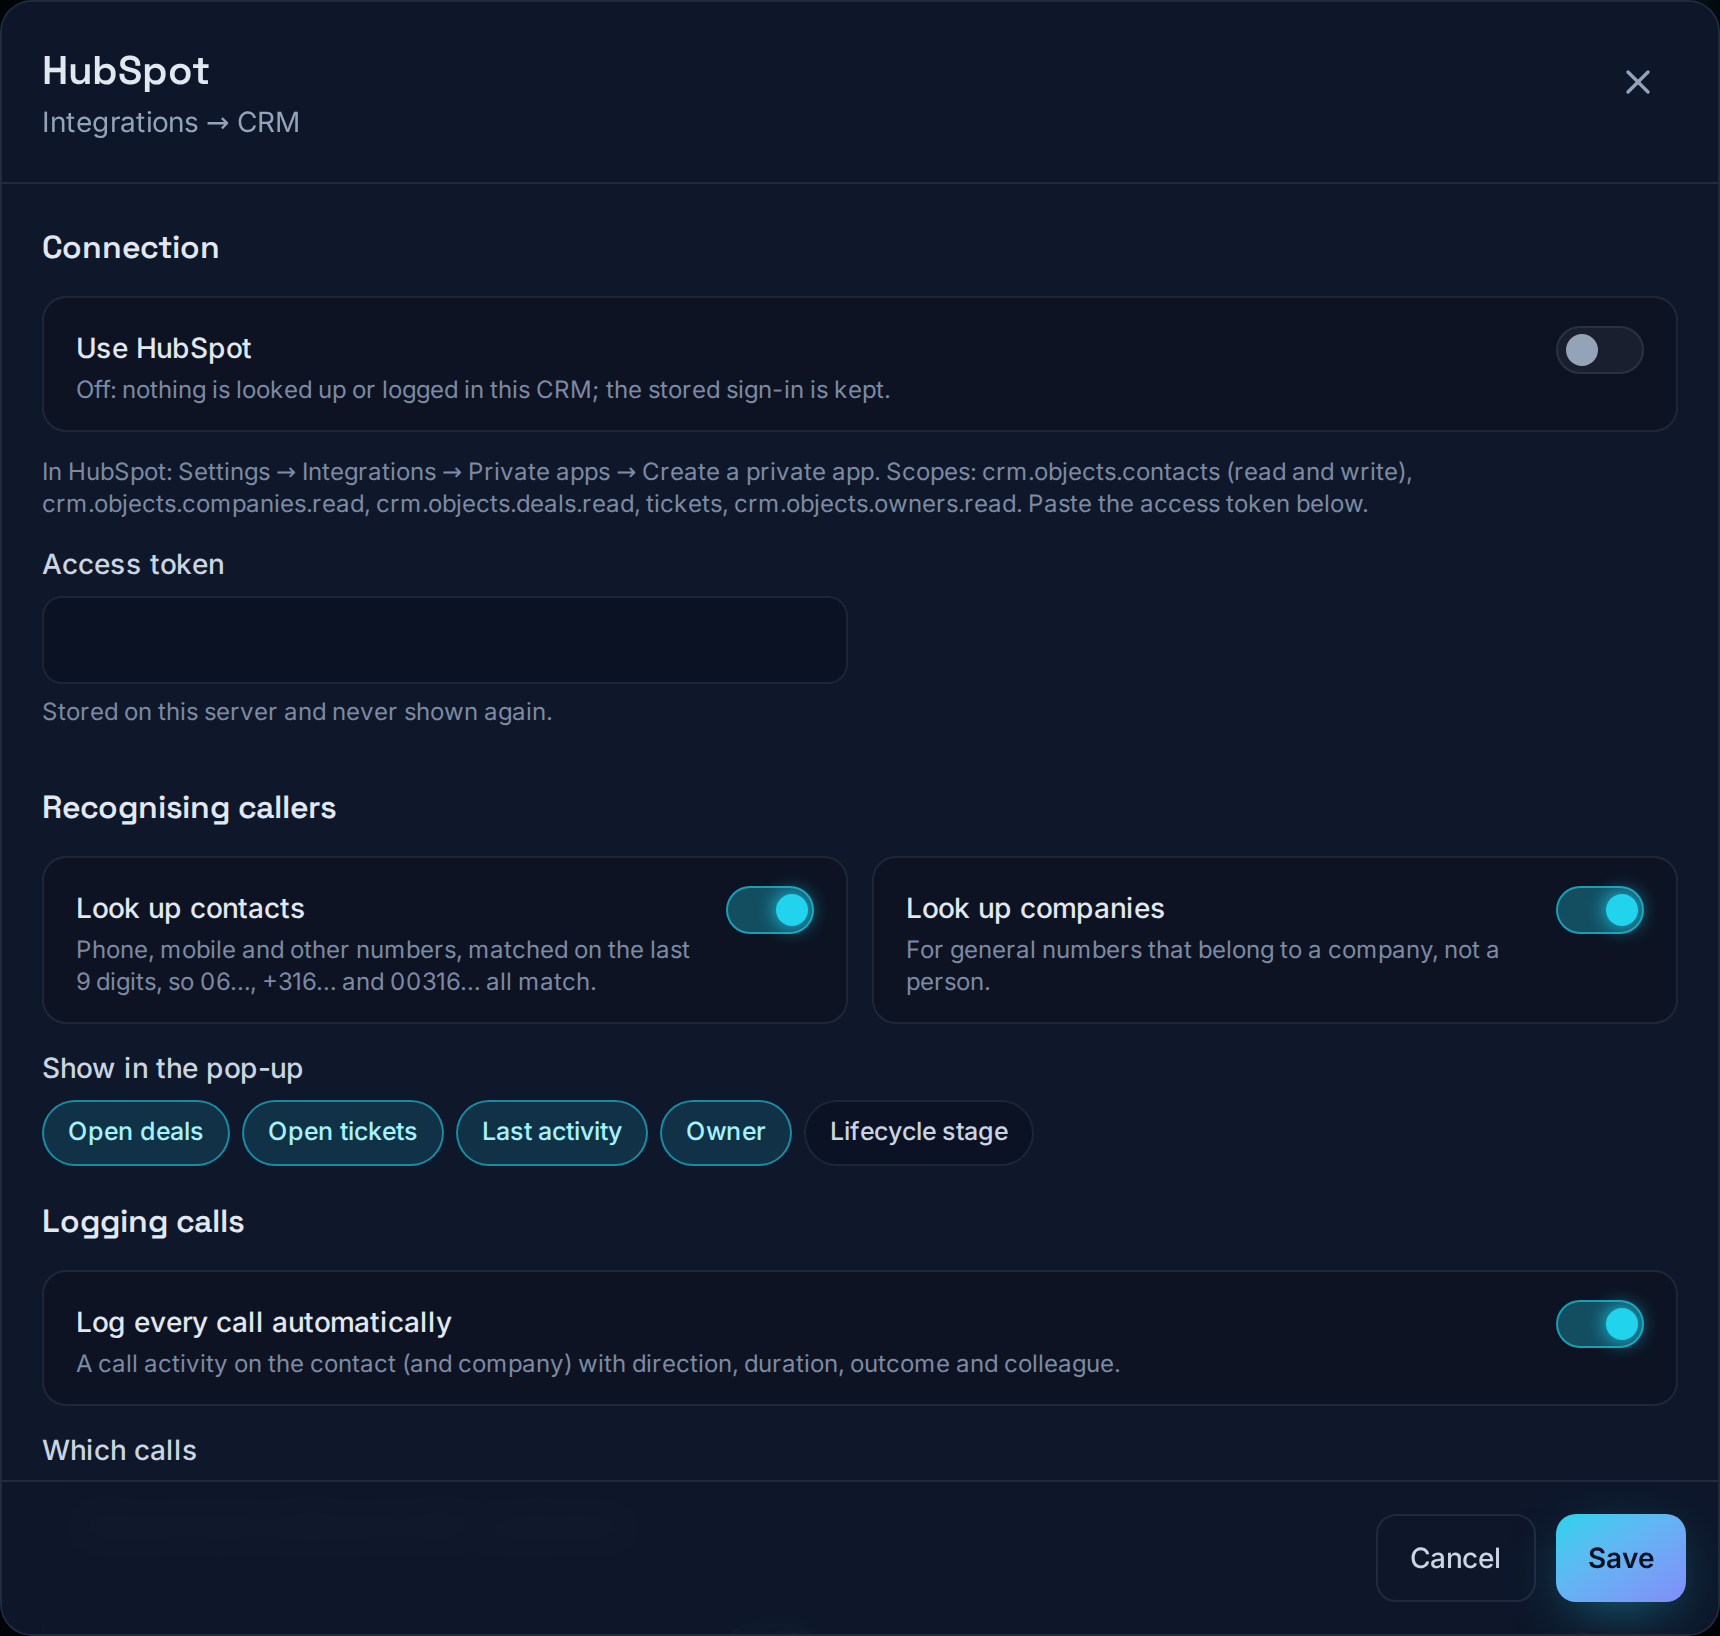 HubSpot
Integrations → CRM
Connection
Use HubSpot
Off: nothing is looked up or logged in this CRM; the stored sign-in is kept.
In HubSpot: Settings → Integrations → Private apps → Create a private app. Scopes: crm.objects.contacts (read and write),
crm.objects.companies.read, crm.objects.deals.read, tickets, crm.objects.owners.read. Paste the access token below.
Access token
Stored on this server and never shown again.
Recognising callers
Look up contacts
Phone, mobile and other numbers, matched on the last
9 digits, so 06…, +316… and 00316… all match.
Look up companies
For general numbers that belong to a company, not a
person.
Show in the pop-up
Open deals
Open tickets
Last activity
Owner
Lifecycle stage
Logging calls
Log every call automatically
A call activity on the contact (and company) with direction, duration, outcome and colleague.
Which calls
Cancel
Save